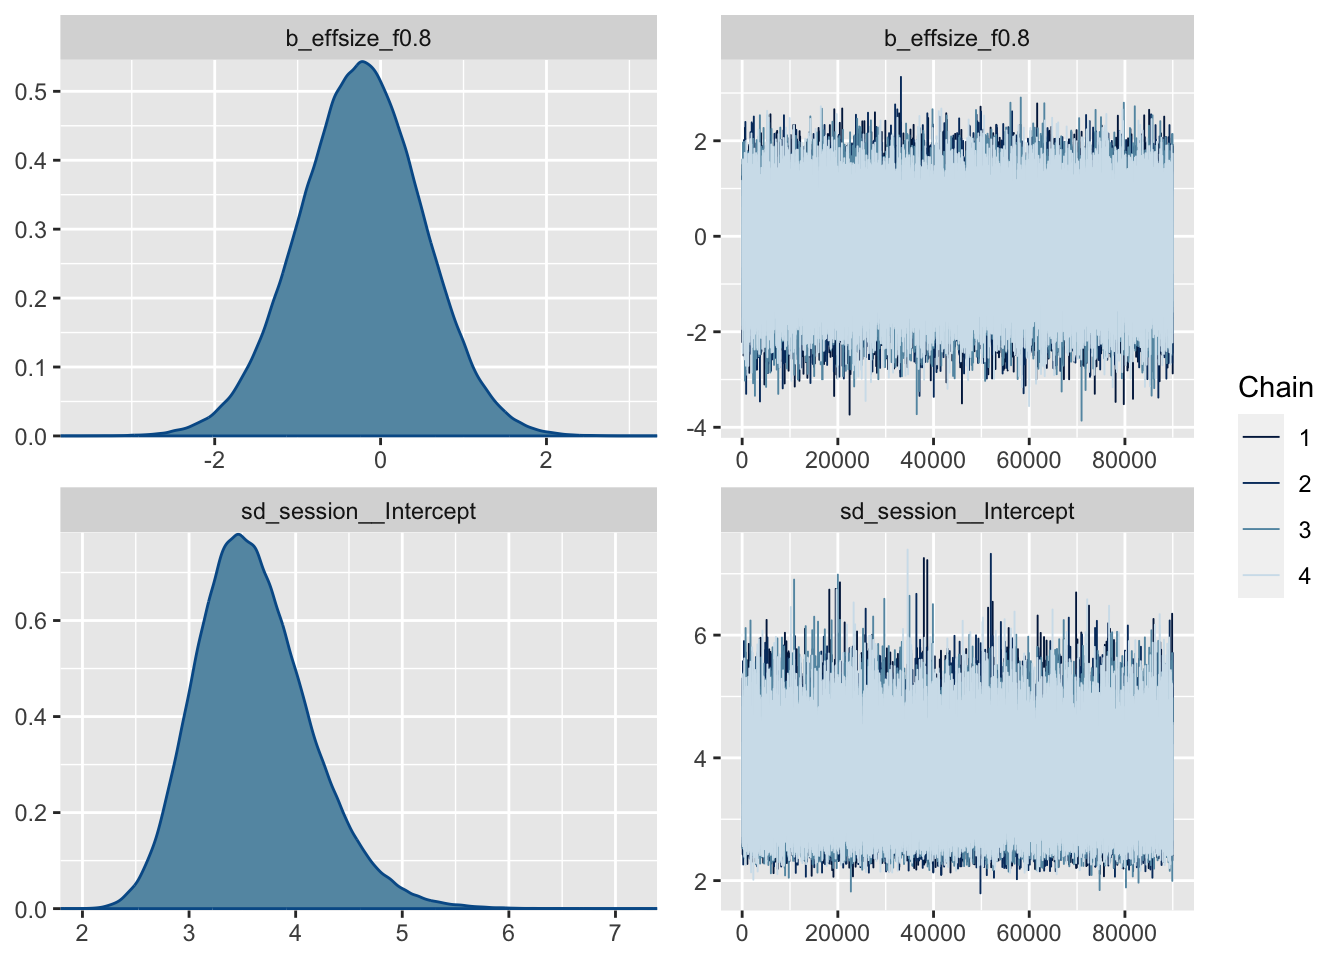 b_effsize_f0.8
0.5
0.4
0.3
0.2
0.1
0.0
-2 0 2
b_effsize_f0.8
2
0
-2
-4
0 20000 40000 60000 80000
sd_session__Intercept
0.6
0.4
0.2
0.0
2 3 4 5 6 7
sd_session__Intercept
6
4
2
0 20000 40000 60000 80000
Chain
1
2
3
4